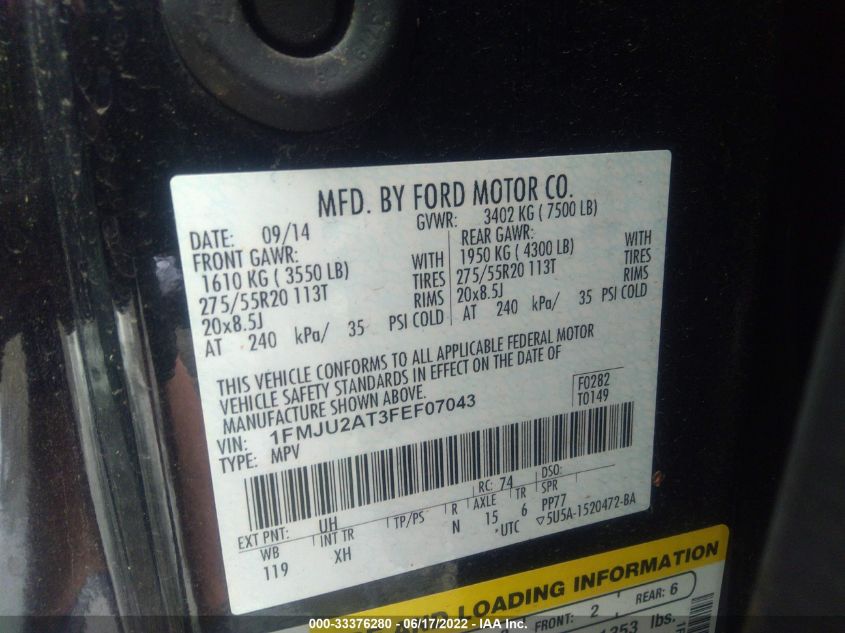 MFD. BY FORD MOTOR CO.
DATE: 09/14
GVWR: 3402 KG ( 7500 LB)
FRONT GAWR:
1610 KG ( 3550 LB) WITH
275/55R20 113T TIRES
20x8.5J RIMS
AT 240 kPa/ 35 PSI COLD
REAR GAWR:
1950 KG ( 4300 LB) WITH
275/55R20 113T TIRES
20x8.5J RIMS
AT 240 kPa/ 35 PSI COLD
THIS VEHICLE CONFORMS TO ALL APPLICABLE FEDERAL MOTOR
VEHICLE SAFETY STANDARDS IN EFFECT ON THE DATE OF
MANUFACTURE SHOWN ABOVE.
F0282
T0149
VIN: 1FMJU2AT3FEF07043
TYPE: MPV
EXT PNT: UH RC: 74 DSO:
WB INT TR TP/PS R AXLE TR SPR
119 XH N 15 6 PP77
*UTC ▽5U5A-1520472-BA
AND LOADING INFORMATION
FRONT: 2 REAR: 6
lbs.
000-33376280 - 06/17/2022 - © IAA Inc.